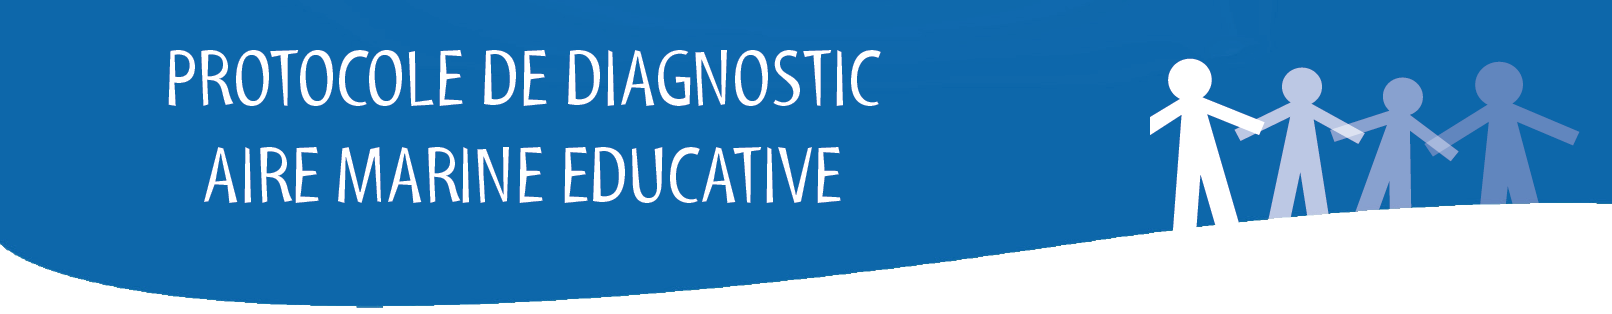 PROTOCOLE DE DIAGNOSTIC
AIRE MARINE EDUCATIVE